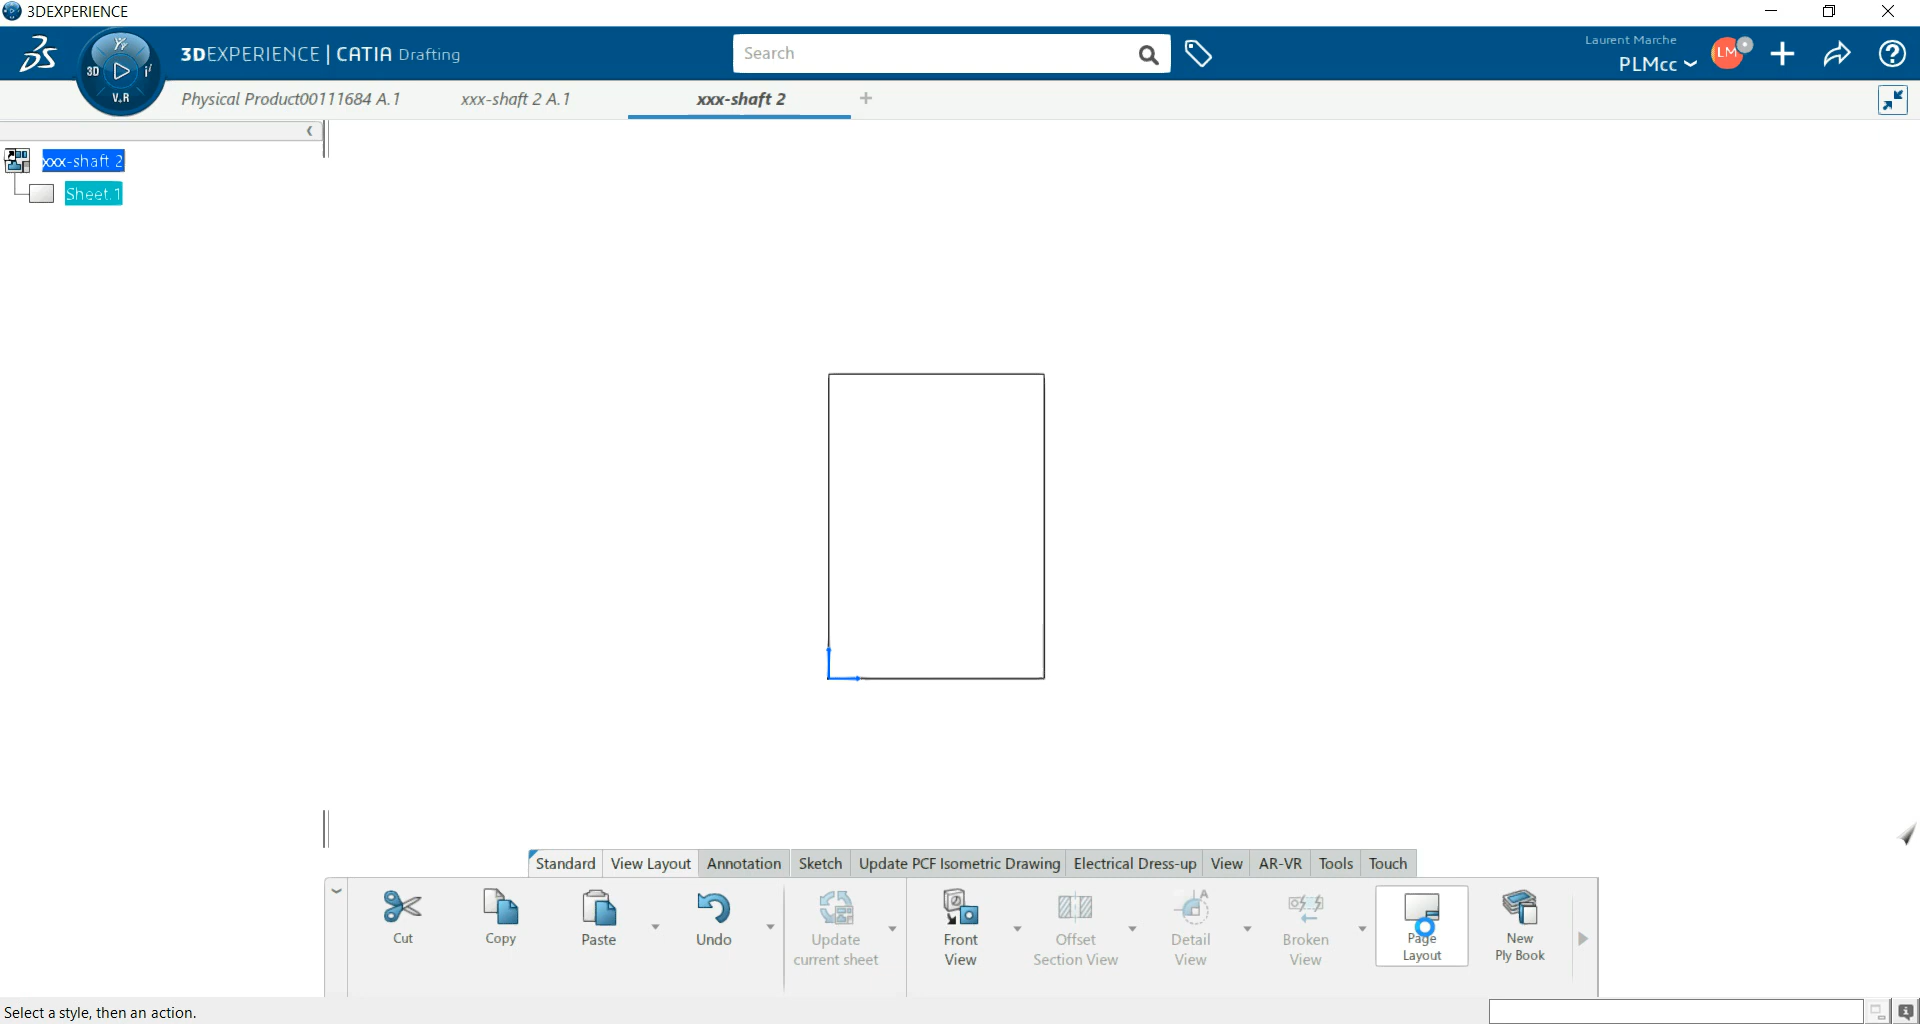 3DEXPERIENCE
3DEXPERIENCE | CATIA Drafting
Search
Laurent Marche
PLMcc
LM
3D
V.R
Physical Product00111684 A.1
xxx-shaft 2 A.1
xxx-shaft 2
+
xxx-shaft 2
Sheet.1
Standard
View Layout
Annotation
Sketch
Update PCF Isometric Drawing
Electrical Dress-up
View
AR-VR
Tools
Touch
Cut
Copy
Paste
Undo
Update
current sheet
Front
View
Offset
Section View
Detail
View
Broken
View
Page
Layout
New
Ply Book
Select a style, then an action.